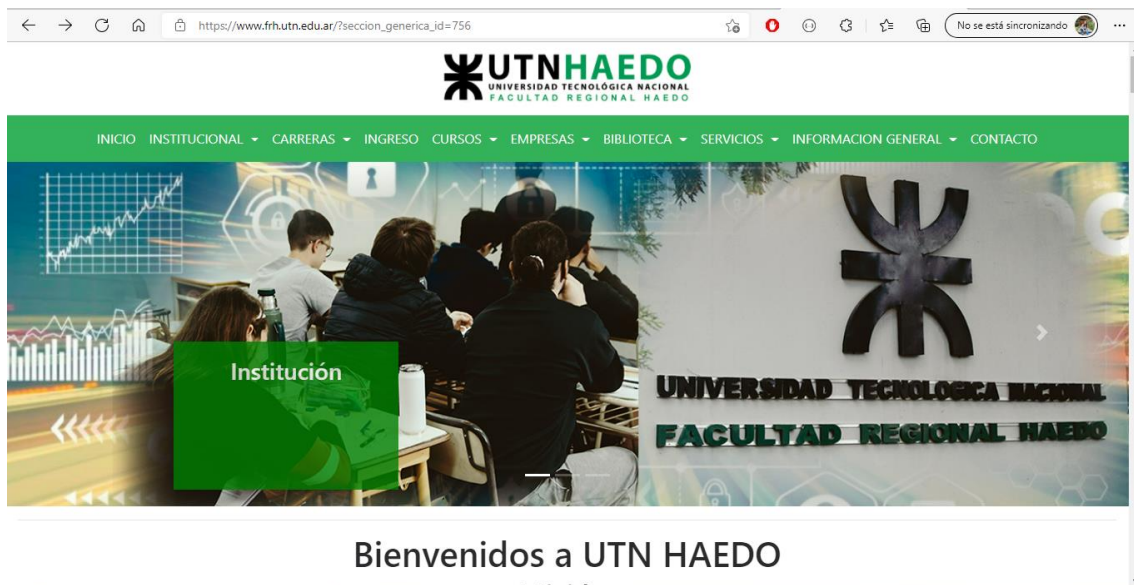 https://www.frh.utn.edu.ar/?seccion_generica_id=756
No se está sincronizando
UTNHAEDO
UNIVERSIDAD TECNOLÓGICA NACIONAL
FACULTAD REGIONAL HAEDO
INICIO INSTITUCIONAL CARRERAS INGRESO CURSOS EMPRESAS BIBLIOTECA SERVICIOS INFORMACION GENERAL CONTACTO
Institución
UNIVERSIDAD TECNOLOGICA NACIONAL
FACULTAD REGIONAL HAEDO
Bienvenidos a UTN HAEDO